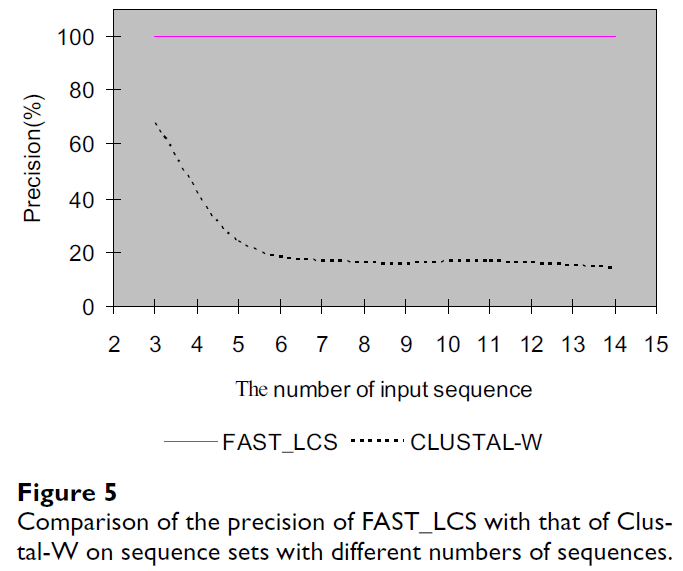 100
80
60
40
20
0
Precision(%)
2 3 4 5 6 7 8 9 10 11 12 13 14 15
The number of input sequence
FAST_LCS CLUSTAL-W
Figure 5
Comparison of the precision of FAST_LCS with that of Clus-
tal-W on sequence sets with different numbers of sequences.